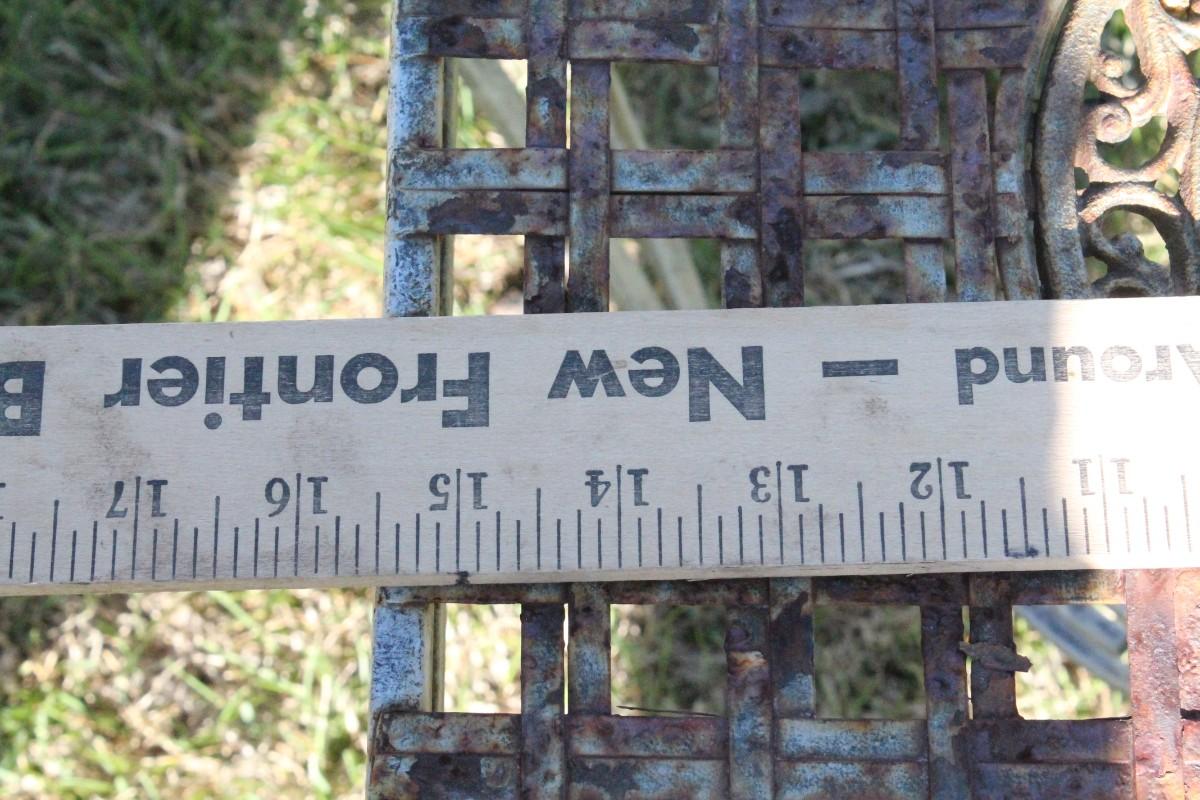 Around — New Frontier B
11 12 13 14 15 16 17